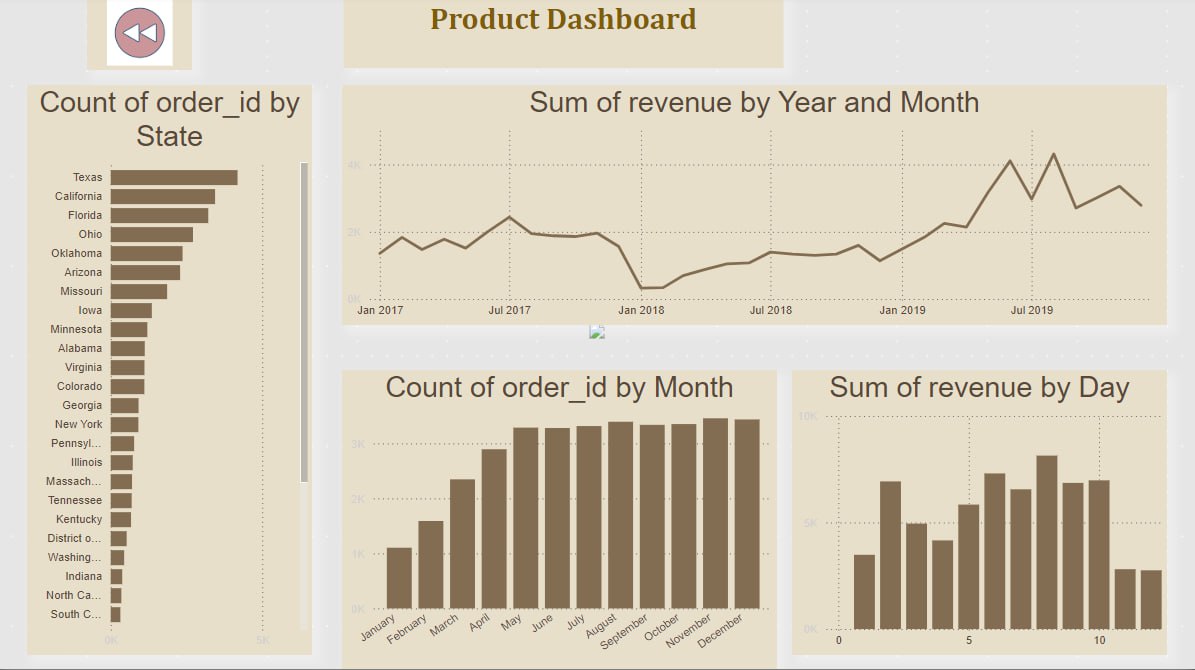 Product Dashboard
Count of order_id by
State
Texas
California
Florida
Ohio
Oklahoma
Arizona
Missouri
Iowa
Minnesota
Alabama
Virginia
Colorado
Georgia
New York
Pennsyl...
Illinois
Massach...
Tennessee
Kentucky
District o...
Washing...
Indiana
North Ca...
South C...
0K 5K
Sum of revenue by Year and Month
4K
2K
0K
Jan 2017 Jul 2017 Jan 2018 Jul 2018 Jan 2019 Jul 2019
Count of order_id by Month
3K
2K
1K
0K
January February March April May June July August September October November December
Sum of revenue by Day
10K
5K
0K
0 5 10